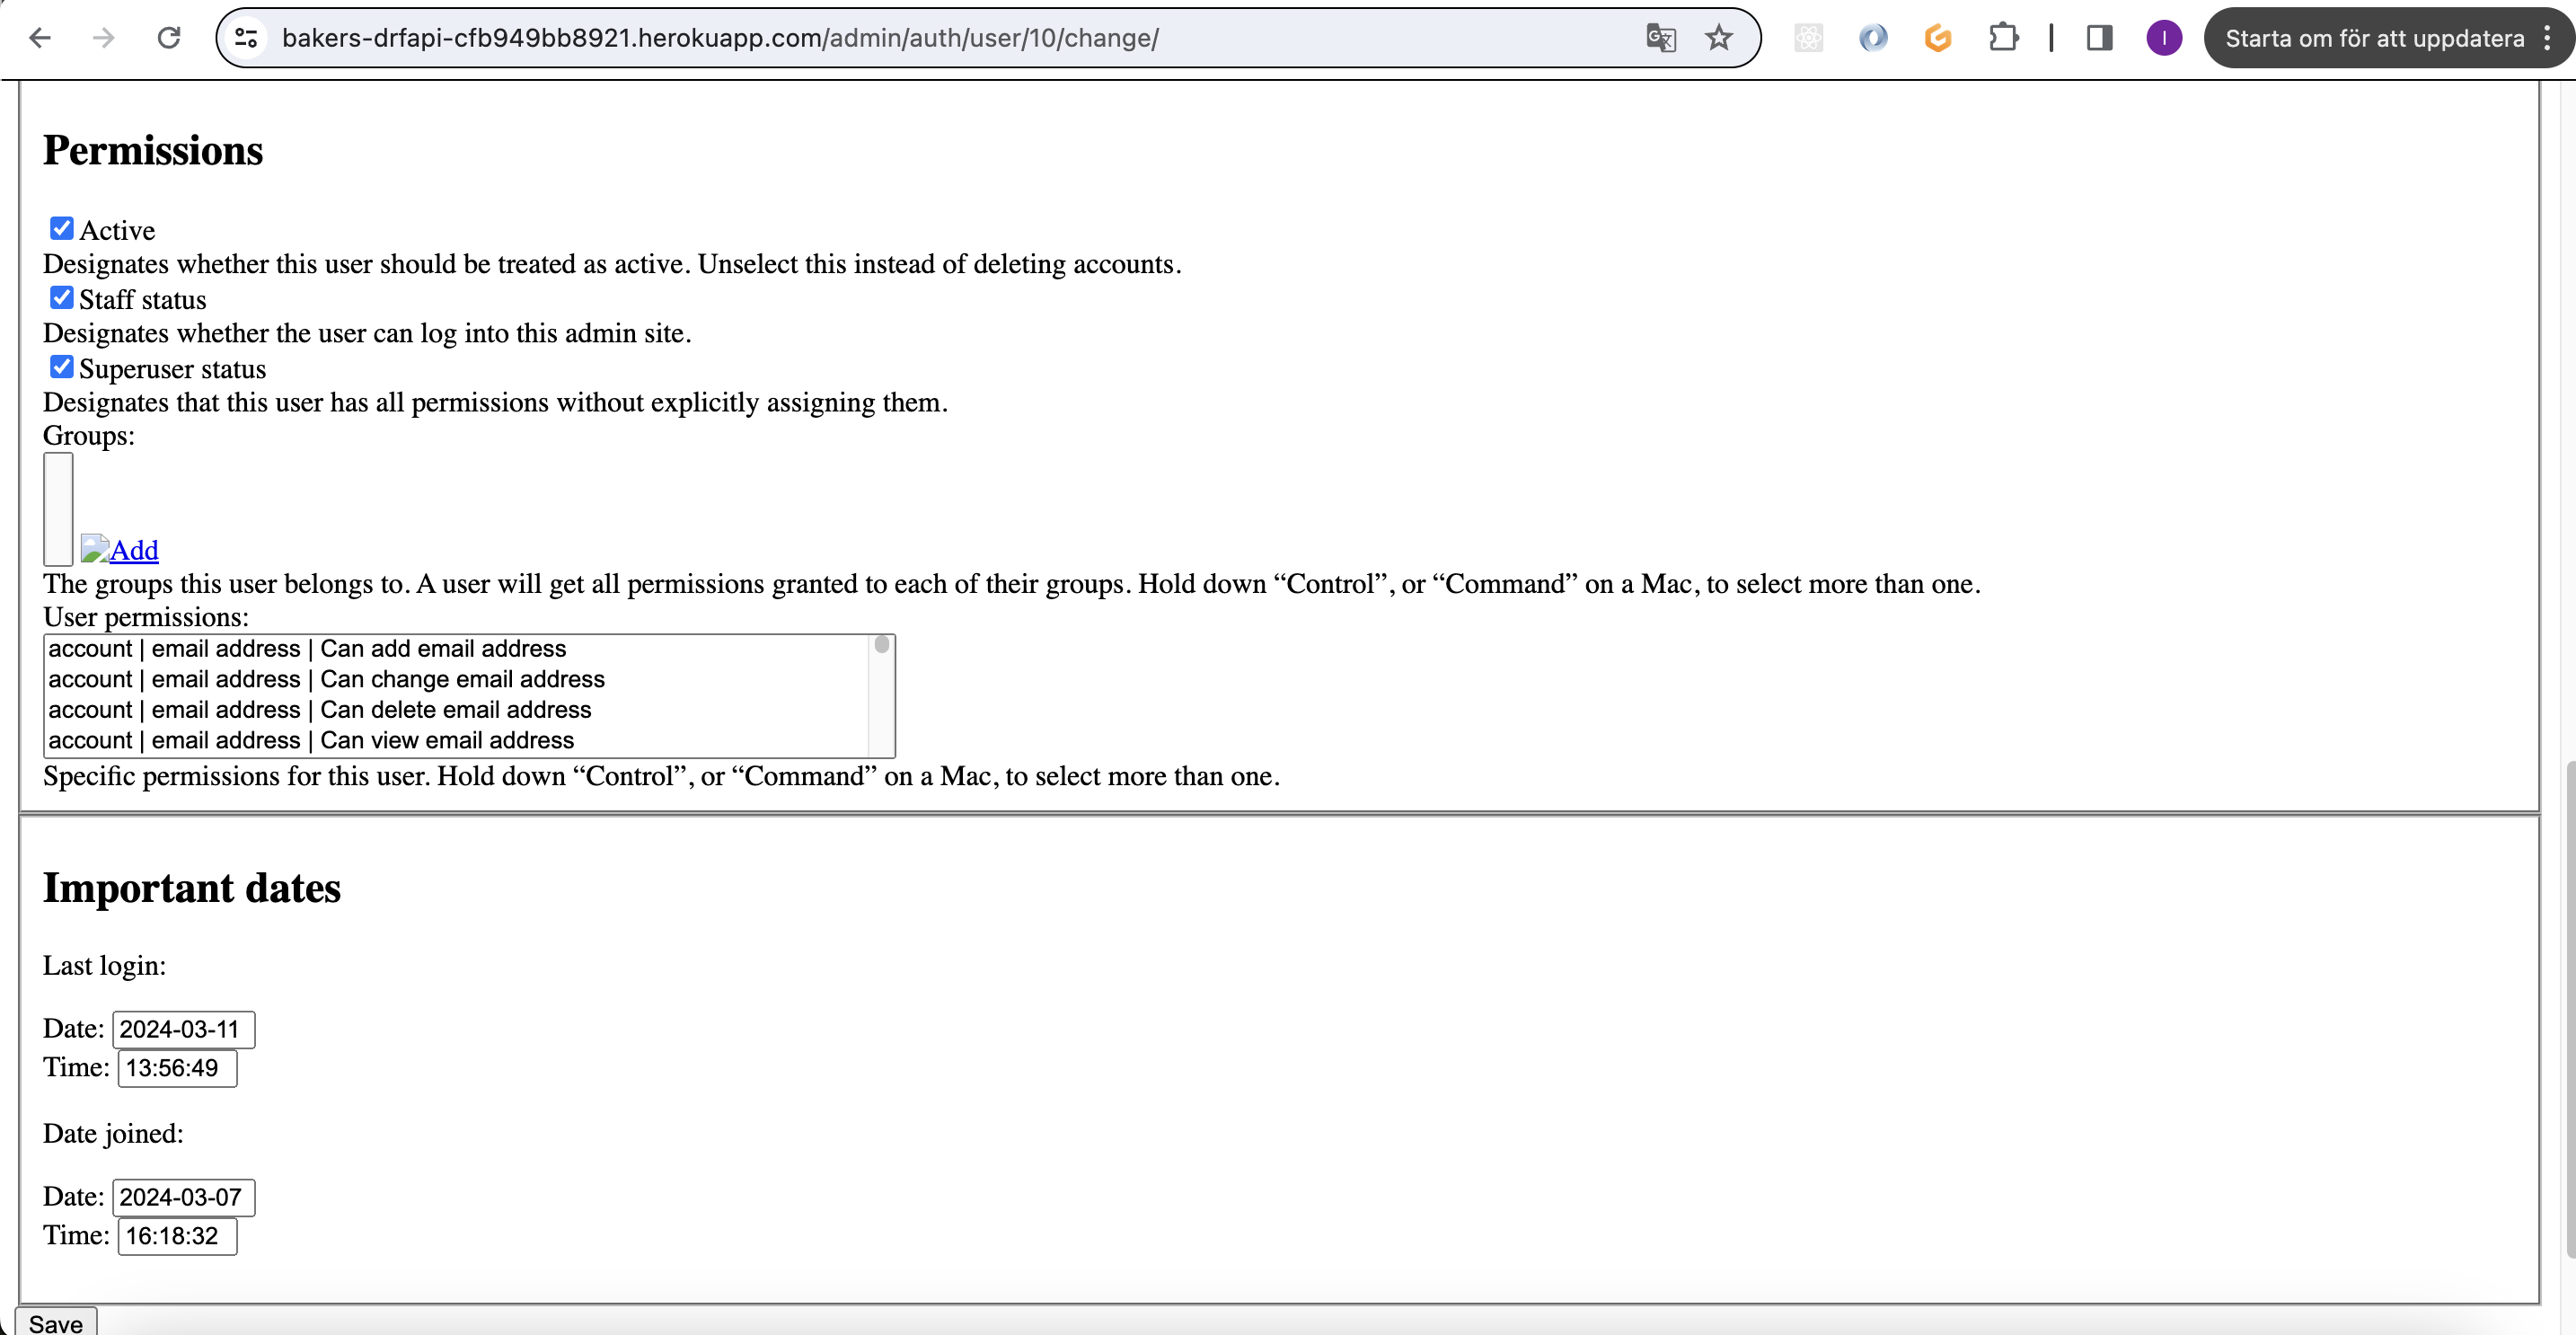 bakers-drfapi-cfb949bb8921.herokuapp.com/admin/auth/user/10/change/
I
Starta om för att uppdatera
Permissions
Active
Designates whether this user should be treated as active. Unselect this instead of deleting accounts.
Staff status
Designates whether the user can log into this admin site.
Superuser status
Designates that this user has all permissions without explicitly assigning them.
Groups:
Add
The groups this user belongs to. A user will get all permissions granted to each of their groups. Hold down “Control”, or “Command” on a Mac, to select more than one.
User permissions:
account | email address | Can add email address
account | email address | Can change email address
account | email address | Can delete email address
account | email address | Can view email address
Specific permissions for this user. Hold down “Control”, or “Command” on a Mac, to select more than one.
Important dates
Last login:
Date: 2024-03-11
Time: 13:56:49
Date joined:
Date: 2024-03-07
Time: 16:18:32
Save